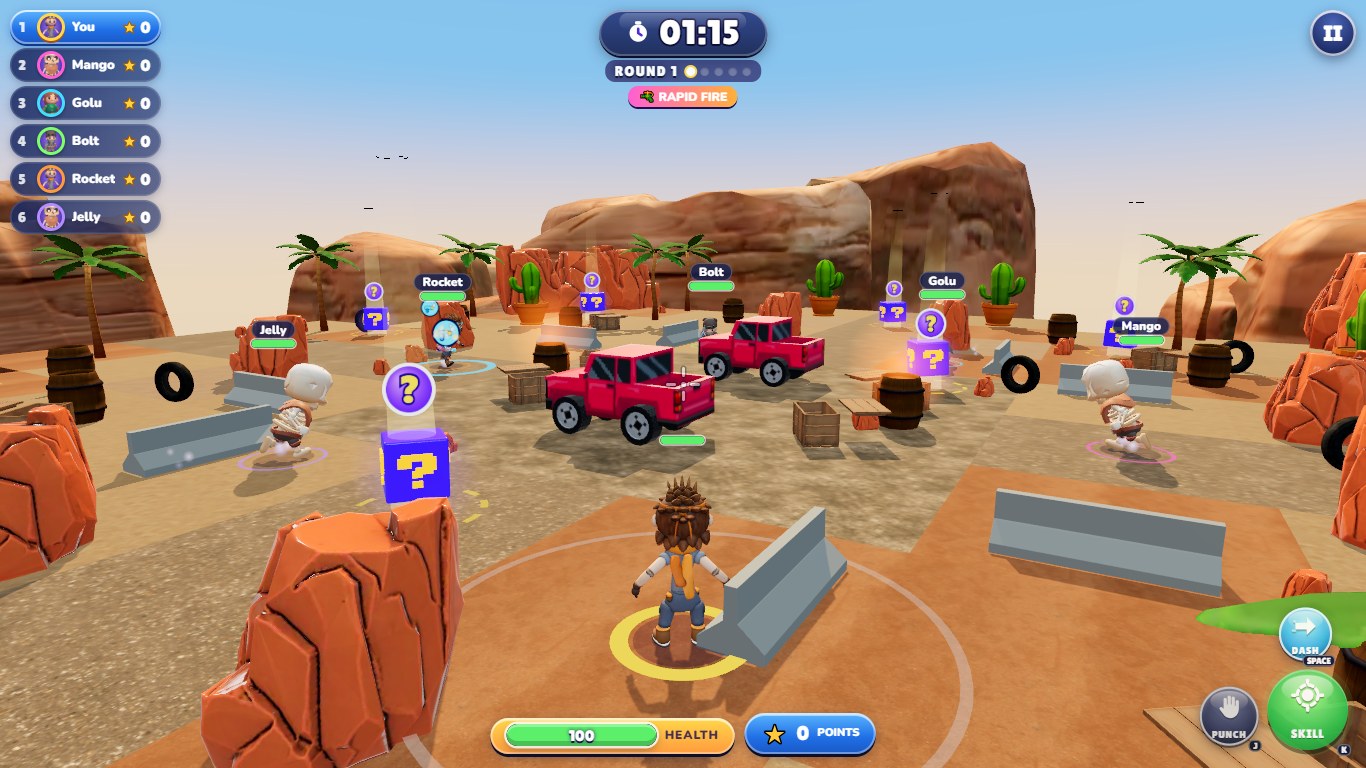 1 You 0
2 Mango 0
3 Golu 0
4 Bolt 0
5 Rocket 0
6 Jelly 0
01:15
ROUND 1
RAPID FIRE
Rocket
Bolt
Golu
Jelly
Mango
?
?
?
?
? ?
?
? ?
?
?
?
?
?
100 HEALTH
0 POINTS
DASH
SPACE
PUNCH
J
SKILL
K